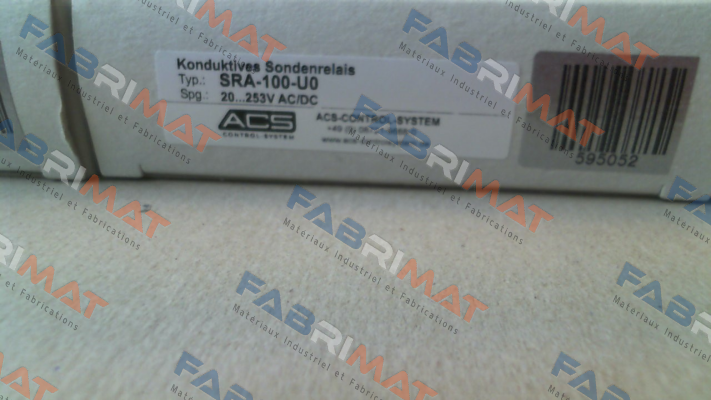 Konduktives Sondenrelais
Typ.: SRA-100-U0
Spg.: 20...253V AC/DC
ACS
CONTROL SYSTEM
ACS-CONTROL-SYSTEM
595052
FABRIMAT
Materiaux Industriel et Fabrications